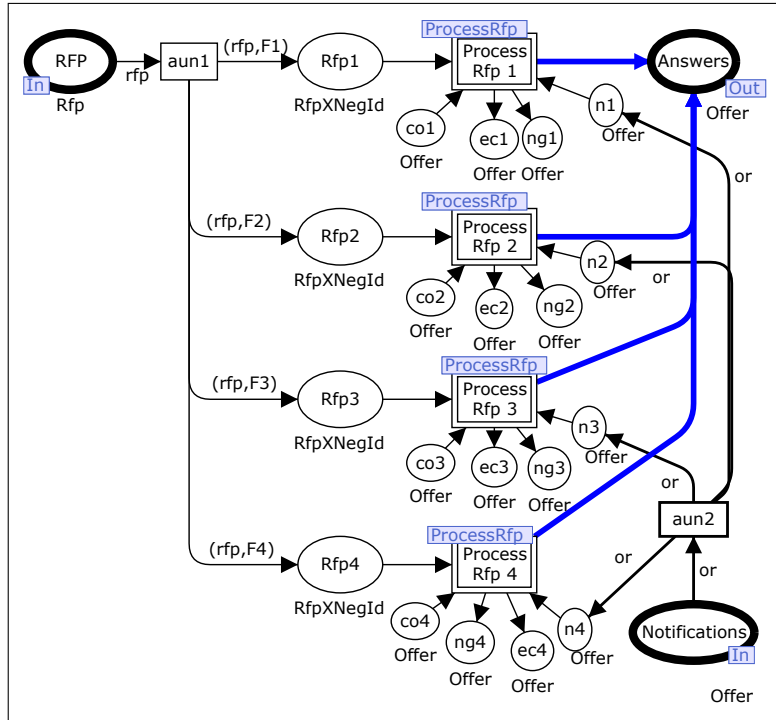 RFP
In
Rfp
rfp
aun1
(rfp,F1)
Rfp1
RfpXNegId
ProcessRfp
Process
Rfp 1
Answers
Out
Offer
co1
Offer
ec1
Offer
ng1
Offer
n1
Offer
or
(rfp,F2)
Rfp2
RfpXNegId
ProcessRfp
Process
Rfp 2
co2
Offer
ec2
Offer
ng2
Offer
n2
Offer
or
(rfp,F3)
Rfp3
RfpXNegId
ProcessRfp
Process
Rfp 3
co3
Offer
ec3
Offer
ng3
Offer
n3
Offer
or
aun2
(rfp,F4)
Rfp4
RfpXNegId
ProcessRfp
Process
Rfp 4
co4
Offer
ng4
Offer
ec4
Offer
n4
Offer
or
or
Notifications
In
Offer